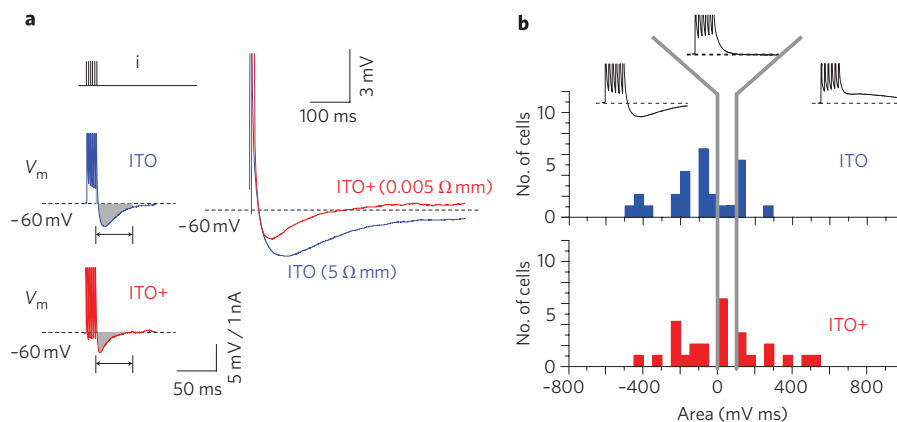 a
i
ITO
Vm
−60 mV
ITO+
Vm
−60 mV
50 ms
5 mV / 1 nA
3 mV
100 ms
ITO+ (0.005 Ω mm)
−60 mV
ITO (5 Ω mm)
b
No. of cells
10
5
0
ITO
No. of cells
10
5
0
ITO+
−800
−400
0
400
800
Area (mV ms)